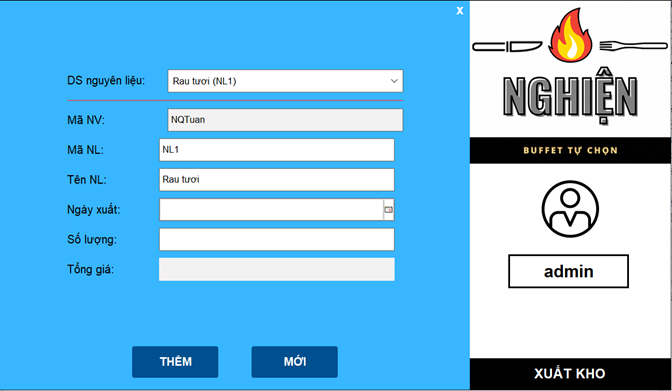 x
DS nguyên liệu: Rau tươi (NL1)
Mã NV: NQTuan
Mã NL: NL1
Tên NL: Rau tươi
Ngày xuất:
Số lượng:
Tổng giá:
THÊM MỚI
NGHIỆN
BUFFET TỰ CHỌN
admin
XUẤT KHO